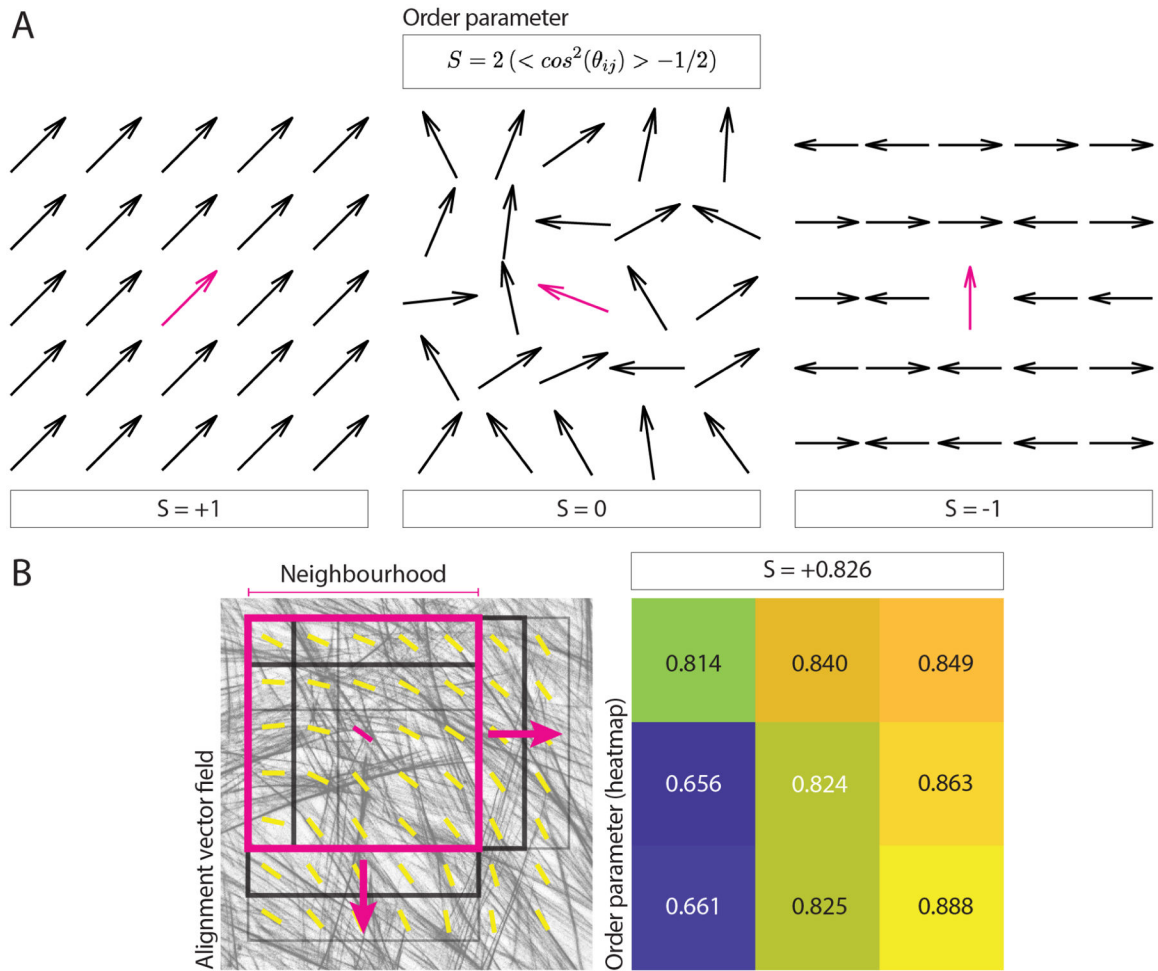 A
Order parameter
S = 2 (< cos²(θij) > −1/2)
S = +1
S = 0
S = -1
B
Neighbourhood
Alignment vector field
S = +0.826
Order parameter (heatmap)
0.814 0.840 0.849
0.656 0.824 0.863
0.661 0.825 0.888